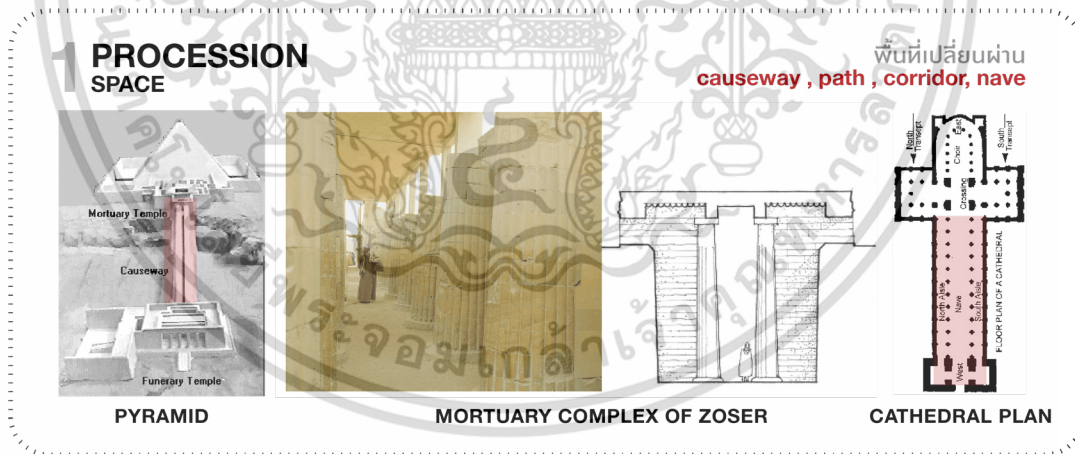 1 PROCESSION
SPACE
พื้นที่เปลี่ยนผ่าน
causeway , path , corridor, nave
Mortuary Temple
Causeway
Funerary Temple
PYRAMID
MORTUARY COMPLEX OF ZOSER
North
Transept
South
Transept
East
Choir
Crossing
North Aisle
Nave
South Aisle
West
FLOOR PLAN OF A CATHEDRAL
CATHEDRAL PLAN